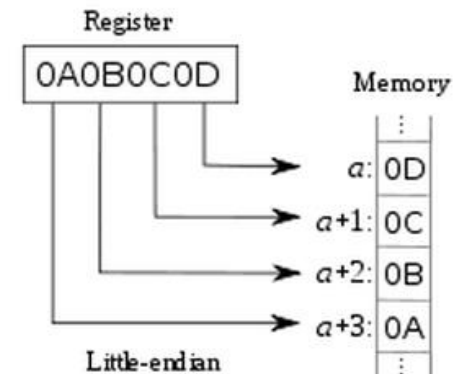 Register
0A0B0C0D
Memory
a: 0D
a+1: 0C
a+2: 0B
a+3: 0A
Little-endian